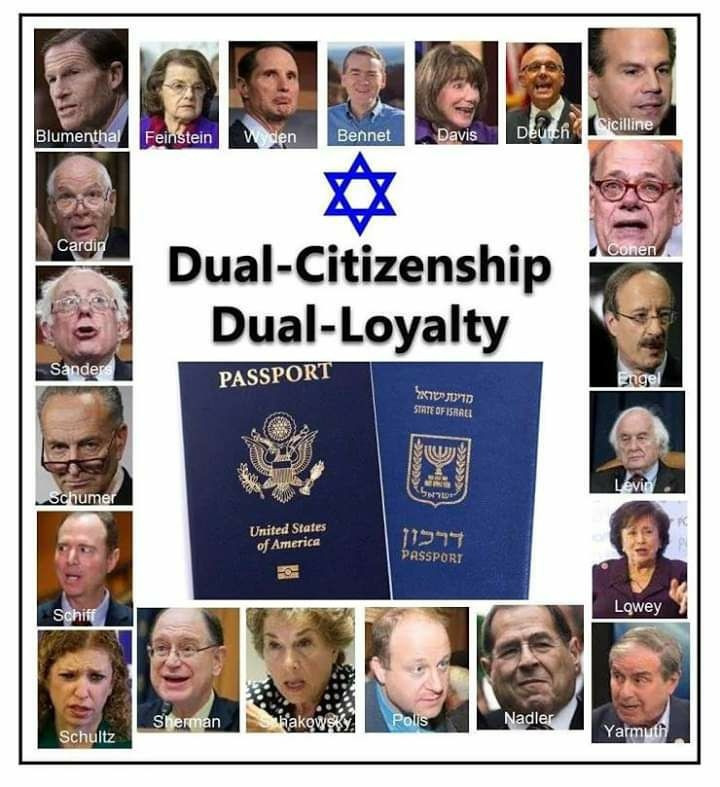 Blumenthal
Feinstein
Wyden
Bennet
Davis
Deutch
Cicilline
Cardin
Cohen
Dual-Citizenship
Dual-Loyalty
Sanders
Engel
PASSPORT
United States
of America
מדינת ישראל
STATE OF ISRAEL
ישראל
דרכון
PASSPORT
Schumer
Levin
Schiff
Lowey
Schultz
Sherman
Schakowsky
Polis
Nadler
Yarmuth